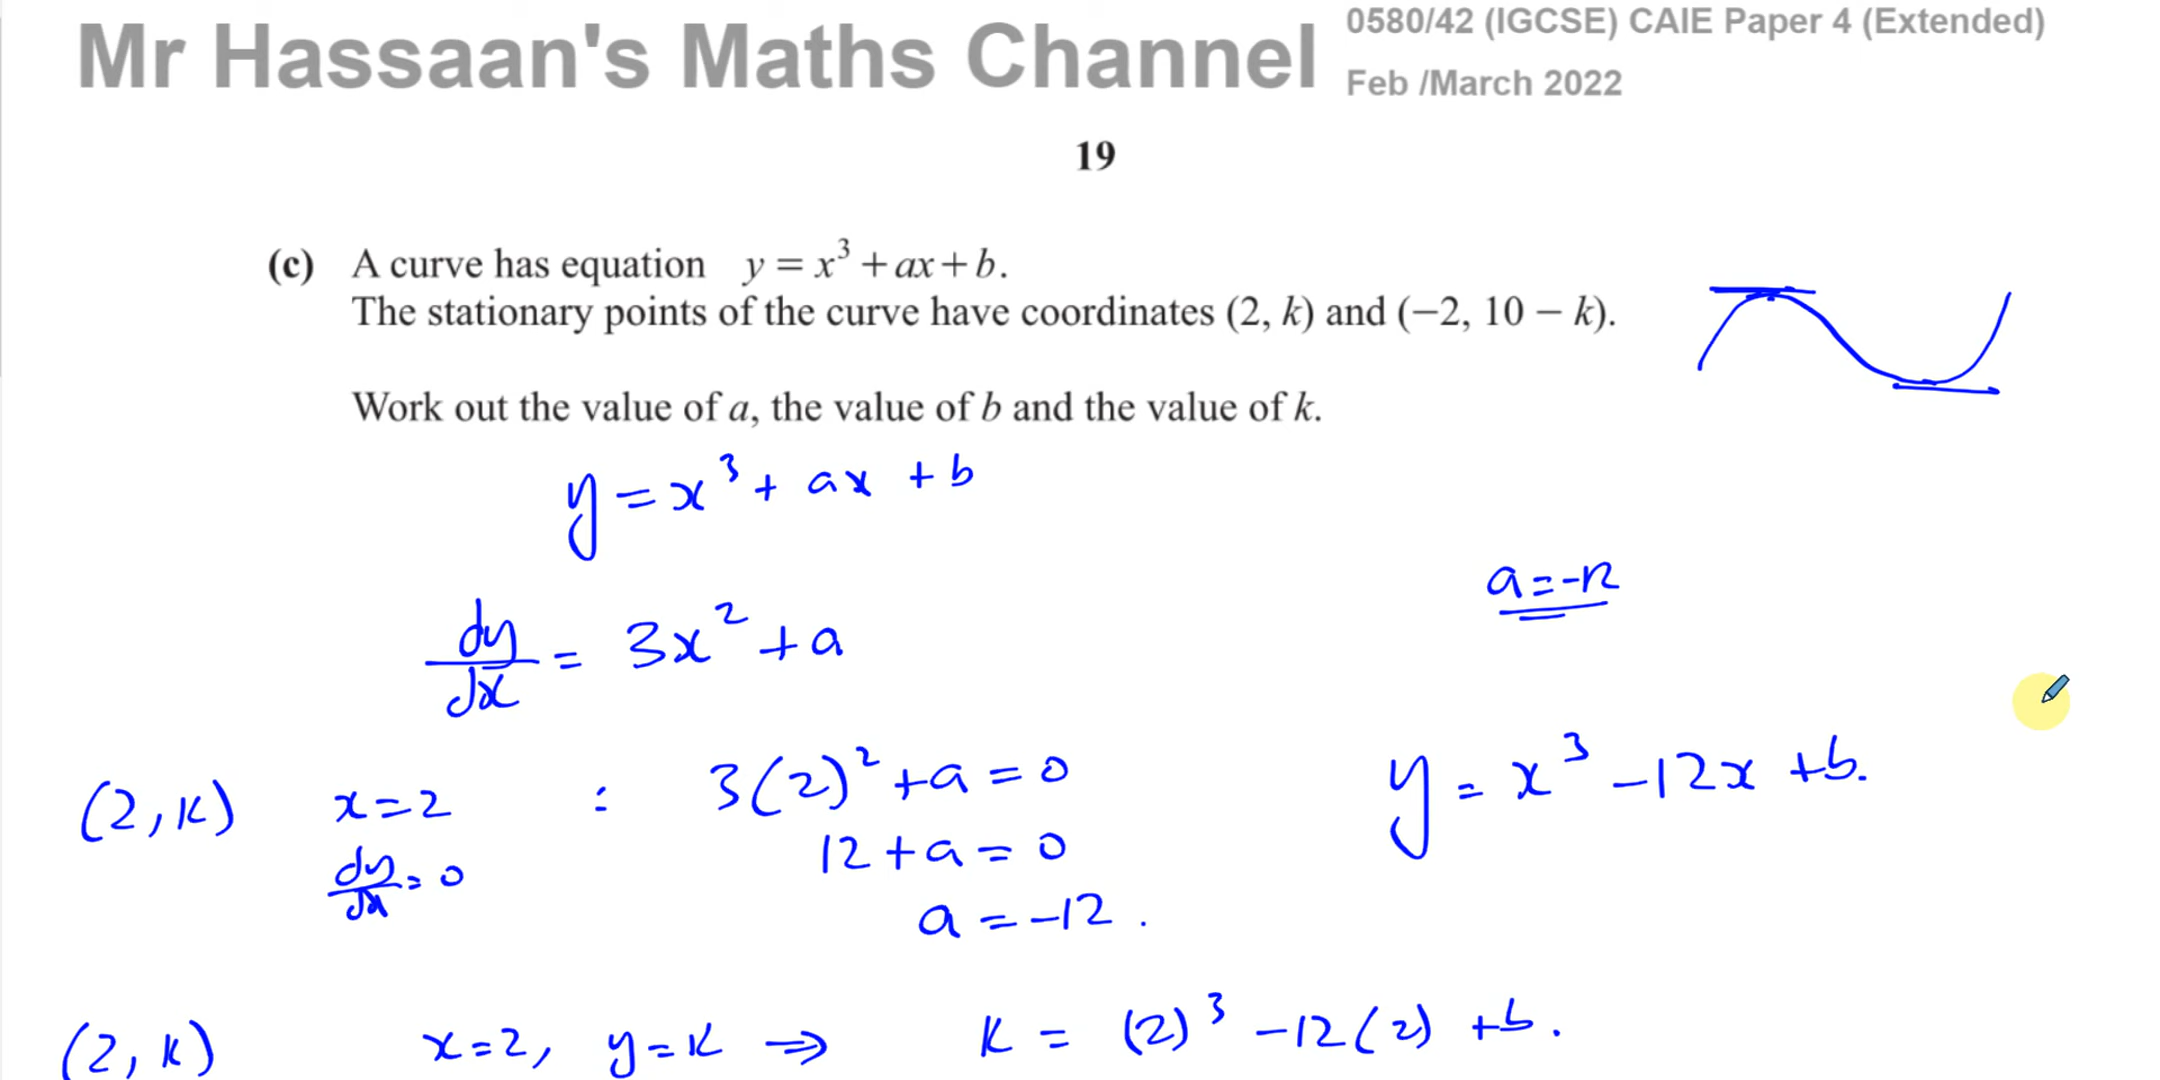 Mr Hassaan's Maths Channel
0580/42 (IGCSE) CAIE Paper 4 (Extended)
Feb /March 2022
19
(c) A curve has equation y = x³ + ax + b.
The stationary points of the curve have coordinates (2, k) and (−2, 10 − k).
Work out the value of a, the value of b and the value of k.
y = x³ + ax + b
a = -12
dy/dx = 3x² + a
(2, k) x = 2 : 3(2)² + a = 0
y = x³ - 12x + b.
dy/dx = 0
12 + a = 0
a = -12.
(2, k) x = 2, y = k ⇒ k = (2)³ - 12(2) + b.